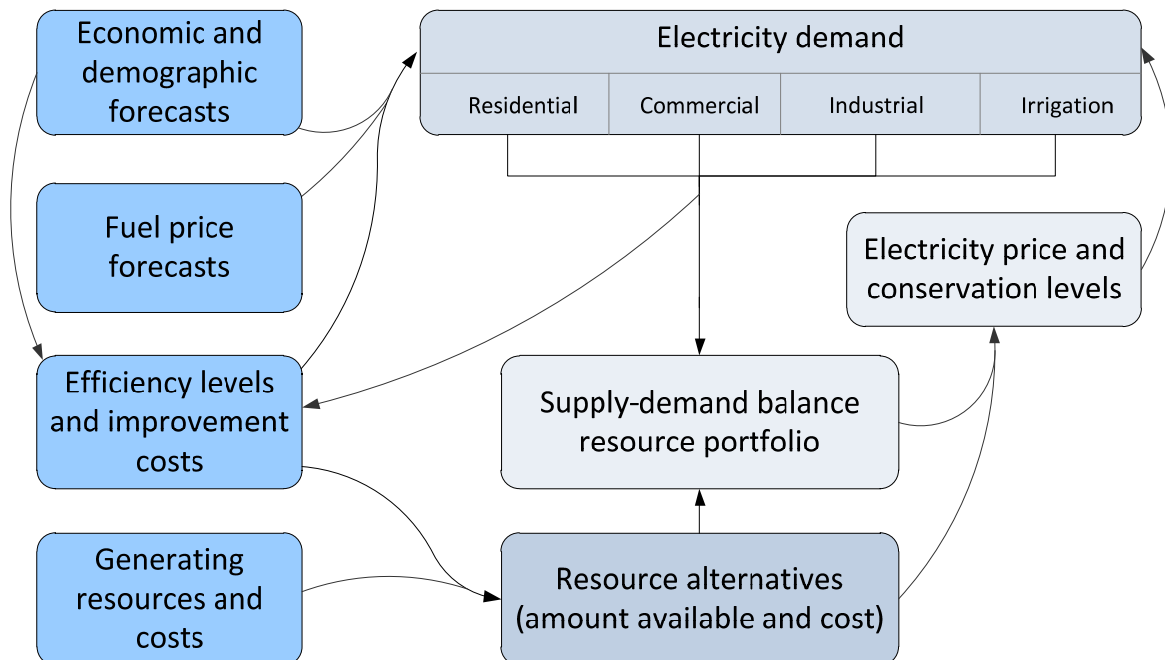 Economic and
demographic
forecasts
Electricity demand
Residential
Commercial
Industrial
Irrigation
Fuel price
forecasts
Electricity price and
conservation levels
Efficiency levels
and improvement
costs
Supply-demand balance
resource portfolio
Generating
resources and
costs
Resource alternatives
(amount available and cost)